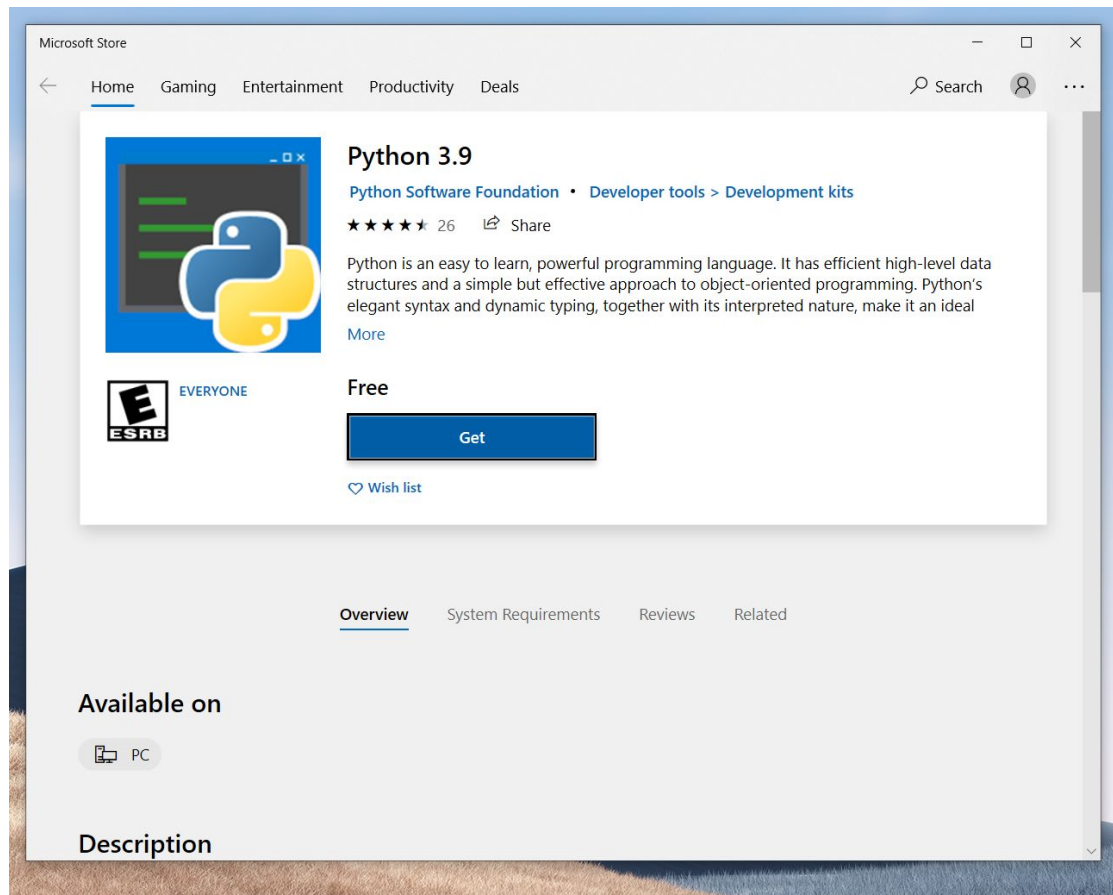 Microsoft Store
Home Gaming Entertainment Productivity Deals Search
Python 3.9
Python Software Foundation • Developer tools > Development kits
26 Share
Python is an easy to learn, powerful programming language. It has efficient high-level data
structures and a simple but effective approach to object-oriented programming. Python's
elegant syntax and dynamic typing, together with its interpreted nature, make it an ideal
More
E
ESRB
EVERYONE
Free
Get
Wish list
Overview System Requirements Reviews Related
Available on
PC
Description